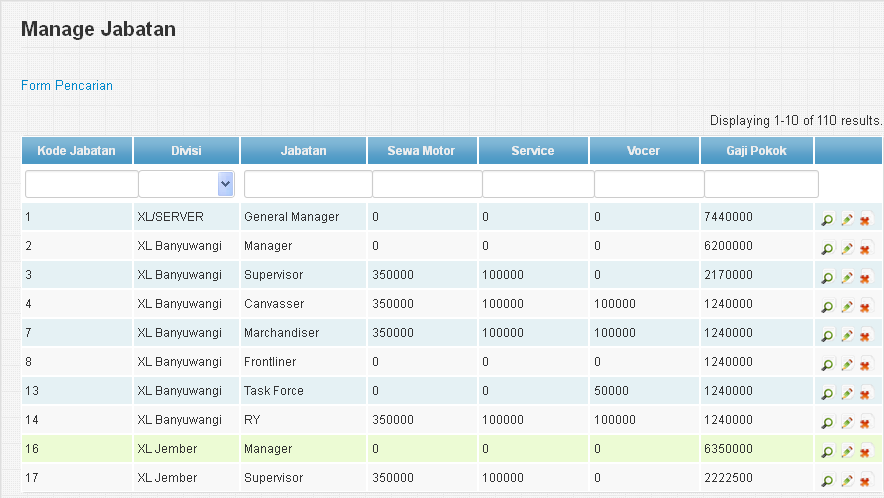 Manage Jabatan
Form Pencarian
Displaying 1-10 of 110 results.
Kode Jabatan Divisi Jabatan Sewa Motor Service Vocer Gaji Pokok
1 XL/SERVER General Manager 0 0 0 7440000
2 XL Banyuwangi Manager 0 0 0 6200000
3 XL Banyuwangi Supervisor 350000 100000 0 2170000
4 XL Banyuwangi Canvasser 350000 100000 100000 1240000
7 XL Banyuwangi Marchandiser 350000 100000 100000 1240000
8 XL Banyuwangi Frontliner 0 0 0 1240000
13 XL Banyuwangi Task Force 0 0 50000 1240000
14 XL Banyuwangi RY 350000 100000 100000 1240000
16 XL Jember Manager 0 0 0 6350000
17 XL Jember Supervisor 350000 100000 0 2222500